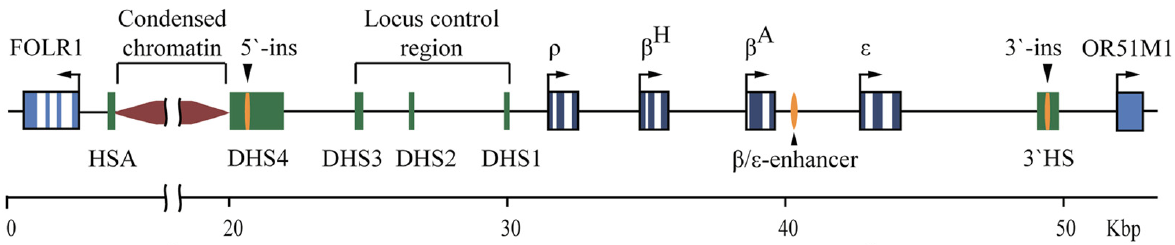 Condensed
chromatin
Locus control
region
FOLR1
5`-ins
ρ
β^H
β^A
ε
3`-ins
OR51M1
HSA
DHS4
DHS3
DHS2
DHS1
β/ε-enhancer
3`HS
0
20
30
40
50
Kbp